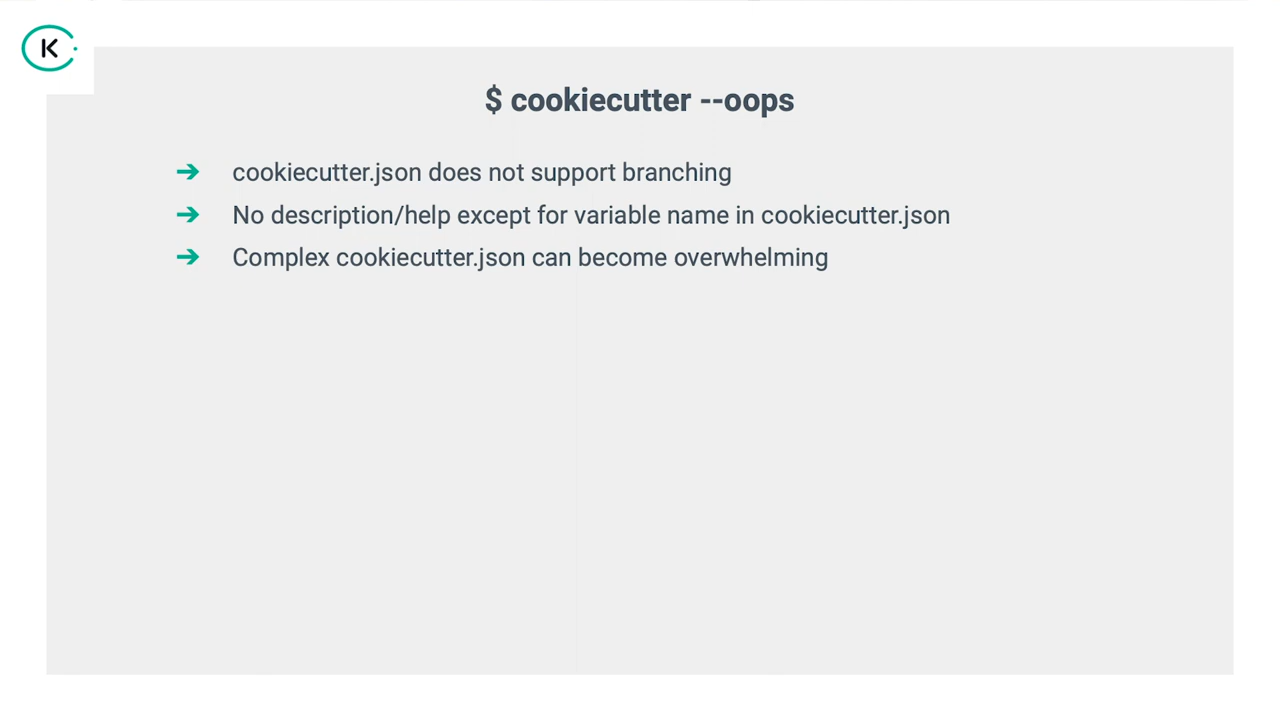 K
$ cookiecutter --oops
➔ cookiecutter.json does not support branching
➔ No description/help except for variable name in cookiecutter.json
➔ Complex cookiecutter.json can become overwhelming